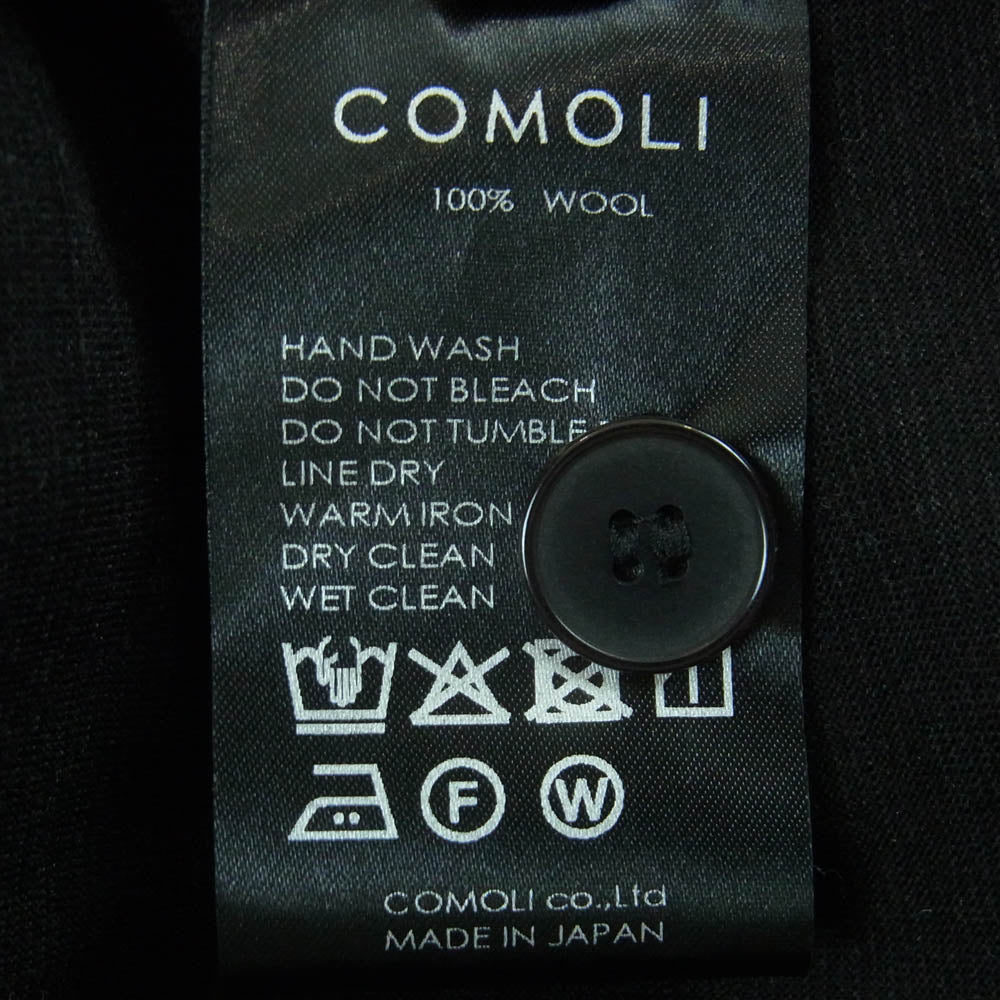 COMOLI
100% WOOL
HAND WASH
DO NOT BLEACH
DO NOT TUMBLE
LINE DRY
WARM IRON
DRY CLEAN
WET CLEAN
F
W
COMOLI co.,Ltd
MADE IN JAPAN